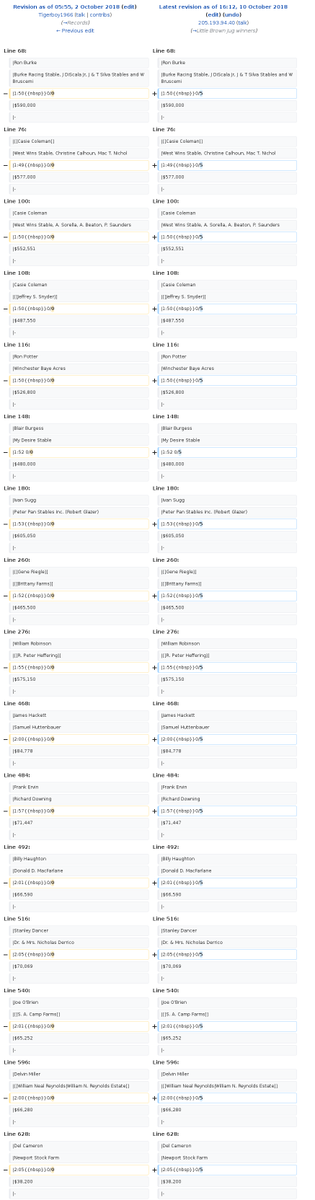 Revision as of 05:55, 2 October 2018 (edit)
Tigerboy1966 (talk | contribs)
(→Records)
← Previous edit
Line 68:
|Ron Burke
|Burke Racing Stable, J DiScala Jr. J & T Silva Stables and W Bruscemi
− |1:50{{nbsp}}0/0
|$590,000
|-
Line 76:
|[[Casie Coleman]]
|West Wins Stable, Christine Calhoun, Mac T. Nichol
− |1:49{{nbsp}}0/0
|$577,000
|-
Line 100:
|Casie Coleman
|West Wins Stable, A. Sorella, A. Beaton, P. Saunders
− |1:50{{nbsp}}0/0
|$552,551
|-
Line 108:
|Casie Coleman
|[[Jeffrey S. Snyder]]
− |1:50{{nbsp}}0/0
|$487,550
|-
Line 116:
|Ron Potter
|Winchester Baye Acres
− |1:50{{nbsp}}0/0
|$526,800
|-
Line 148:
|Blair Burgess
|My Desire Stable
− |1:52 0/0
|$480,000
|-
Line 180:
|Ivan Sugg
|Peter Pan Stables Inc. (Robert Glazer)
− |1:53{{nbsp}}0/0
|$605,050
|-
Line 260:
|[[Gene Riegle]]
|[[Brittany Farms]]
− |1:52{{nbsp}}0/0
|$465,500
|-
Line 276:
|William Robinson
|[[R. Peter Heffering]]
− |1:55{{nbsp}}0/0
|$575,150
|-
Line 468:
|James Hackett
|Samuel Huttenbauer
− |2:00{{nbsp}}0/0
|$84,778
|-
Line 484:
|Frank Ervin
|Richard Downing
− |1:57{{nbsp}}0/0
|$71,447
|-
Line 492:
|Billy Haughton
|Donald D. MacFarlane
− |2:01{{nbsp}}0/0
|$66,590
|-
Line 516:
|Stanley Dancer
|Dr. & Mrs. Nicholas Derrico
− |2:05{{nbsp}}0/0
|$70,069
|-
Line 540:
|Joe O'Brien
|[[S. A. Camp Farms]]
− |2:01{{nbsp}}0/0
|$65,252
|-
Line 596:
|Delvin Miller
|[[William Neal Reynolds|William N. Reynolds Estate]]
− |2:00{{nbsp}}0/0
|$66,280
|-
Line 628:
|Del Cameron
|Newport Stock Farm
− |2:05{{nbsp}}0/0
|$38,200
|-
Latest revision as of 16:12, 10 October 2018
(edit) (undo)
205.193.94.40 (talk)
(→Little Brown Jug winners)
Line 68:
|Ron Burke
|Burke Racing Stable, J DiScala Jr. J & T Silva Stables and W Bruscemi
+ |1:50{{nbsp}}0/5
|$590,000
|-
Line 76:
|[[Casie Coleman]]
|West Wins Stable, Christine Calhoun, Mac T. Nichol
+ |1:49{{nbsp}}0/5
|$577,000
|-
Line 100:
|Casie Coleman
|West Wins Stable, A. Sorella, A. Beaton, P. Saunders
+ |1:50{{nbsp}}0/5
|$552,551
|-
Line 108:
|Casie Coleman
|[[Jeffrey S. Snyder]]
+ |1:50{{nbsp}}0/5
|$487,550
|-
Line 116:
|Ron Potter
|Winchester Baye Acres
+ |1:50{{nbsp}}0/5
|$526,800
|-
Line 148:
|Blair Burgess
|My Desire Stable
+ |1:52 0/5
|$480,000
|-
Line 180:
|Ivan Sugg
|Peter Pan Stables Inc. (Robert Glazer)
+ |1:53{{nbsp}}0/5
|$605,050
|-
Line 260:
|[[Gene Riegle]]
|[[Brittany Farms]]
+ |1:52{{nbsp}}0/5
|$465,500
|-
Line 276:
|William Robinson
|[[R. Peter Heffering]]
+ |1:55{{nbsp}}0/5
|$575,150
|-
Line 468:
|James Hackett
|Samuel Huttenbauer
+ |2:00{{nbsp}}0/5
|$84,778
|-
Line 484:
|Frank Ervin
|Richard Downing
+ |1:57{{nbsp}}0/5
|$71,447
|-
Line 492:
|Billy Haughton
|Donald D. MacFarlane
+ |2:01{{nbsp}}0/5
|$66,590
|-
Line 516:
|Stanley Dancer
|Dr. & Mrs. Nicholas Derrico
+ |2:05{{nbsp}}0/5
|$70,069
|-
Line 540:
|Joe O'Brien
|[[S. A. Camp Farms]]
+ |2:01{{nbsp}}0/5
|$65,252
|-
Line 596:
|Delvin Miller
|[[William Neal Reynolds|William N. Reynolds Estate]]
+ |2:00{{nbsp}}0/5
|$66,280
|-
Line 628:
|Del Cameron
|Newport Stock Farm
+ |2:05{{nbsp}}0/5
|$38,200
|-